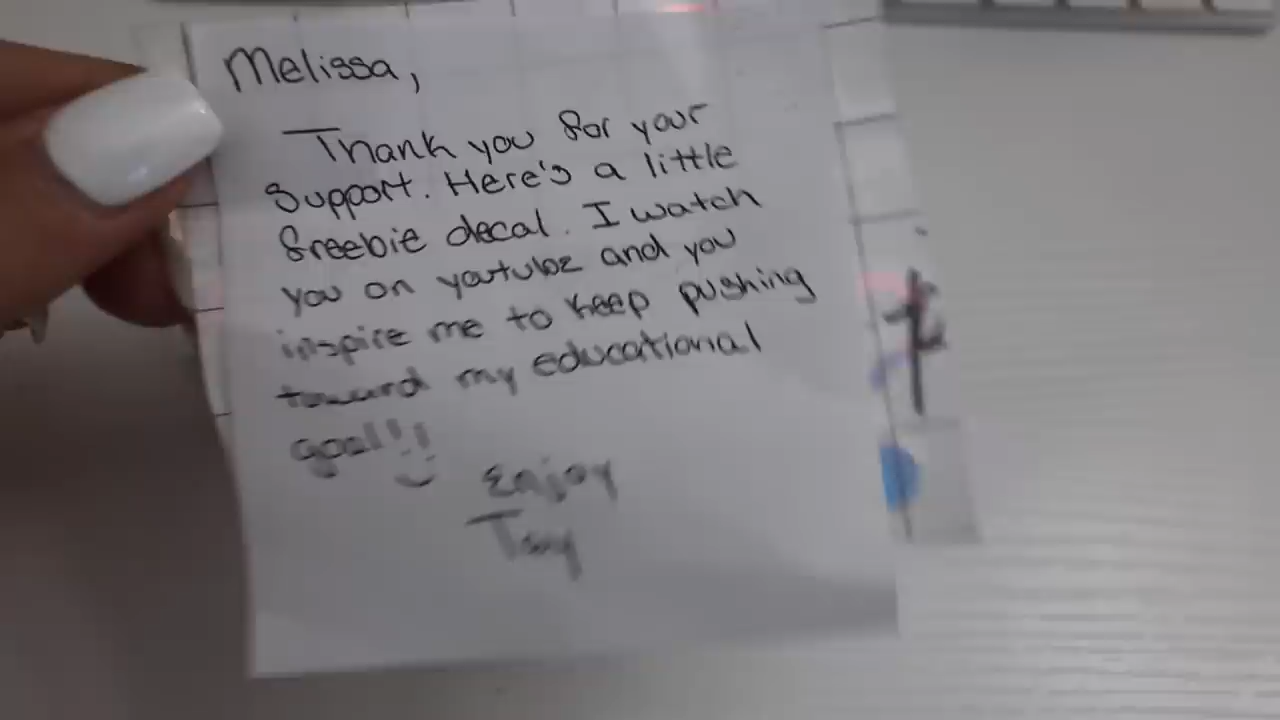 Melissa,
Thank you for your
support. Here's a little
freebie decal. I watch
you on youtube and you
inspire me to keep pushing
toward my educational
goal!!
Enjoy
Tay